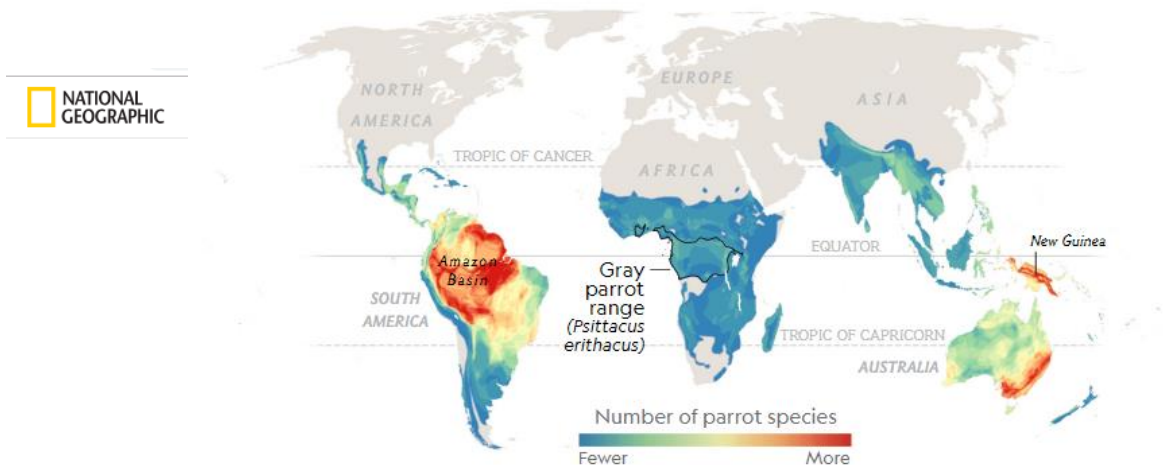 NATIONAL
GEOGRAPHIC
NORTH
AMERICA
EUROPE
ASIA
TROPIC OF CANCER
AFRICA
EQUATOR
New Guinea
Amazon
Basin
Gray
parrot
range
(Psittacus
erithacus)
SOUTH
AMERICA
TROPIC OF CAPRICORN
AUSTRALIA
Number of parrot species
Fewer More